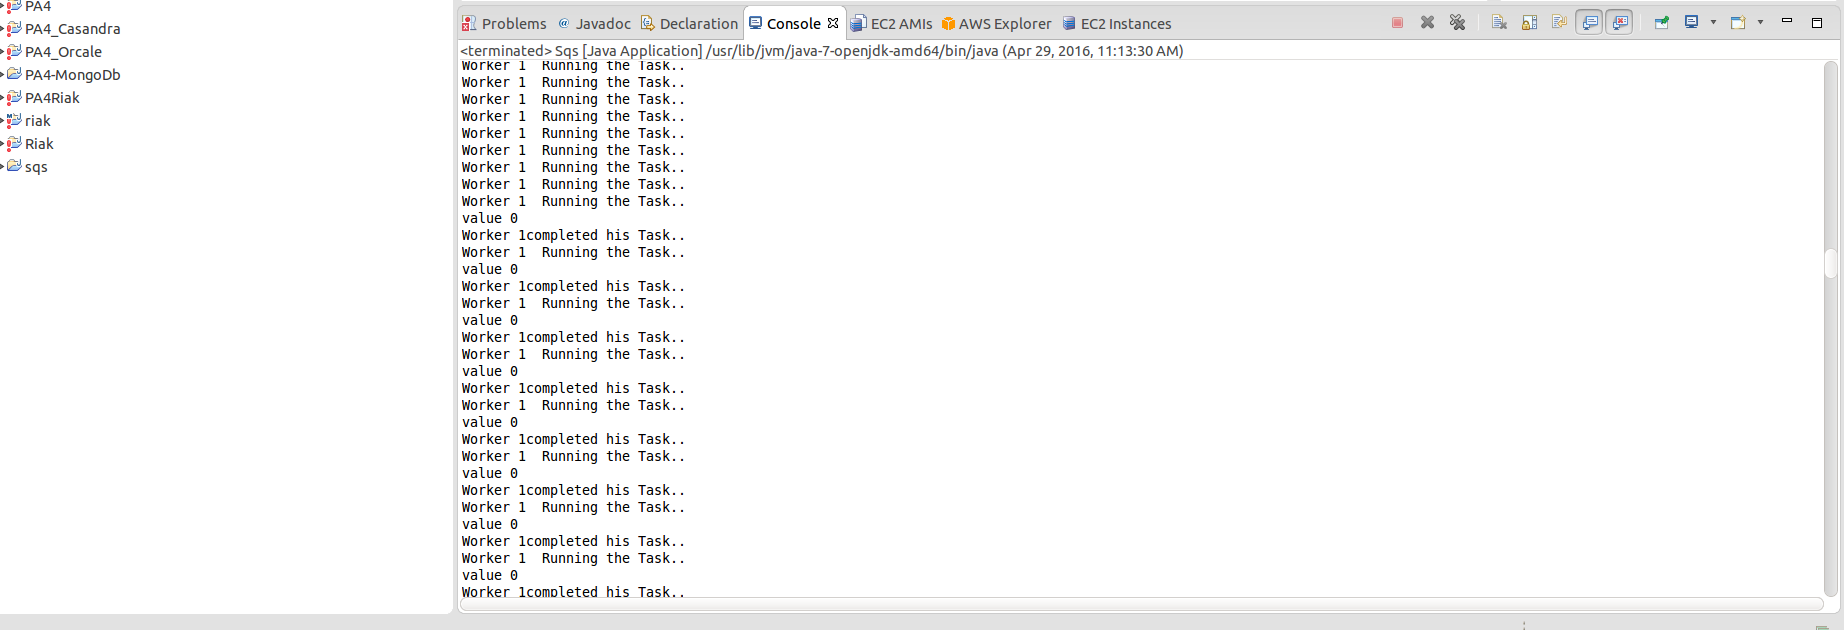 PA4
PA4_Casandra
PA4_Orcale
PA4-MongoDb
PA4Riak
riak
Riak
sqs
Problems @ Javadoc Declaration Console EC2 AMIs AWS Explorer EC2 Instances
<terminated> Sqs [Java Application] /usr/lib/jvm/java-7-openjdk-amd64/bin/java (Apr 29, 2016, 11:13:30 AM)
Worker 1  Running the Task..
Worker 1  Running the Task..
Worker 1  Running the Task..
Worker 1  Running the Task..
Worker 1  Running the Task..
Worker 1  Running the Task..
Worker 1  Running the Task..
Worker 1  Running the Task..
Worker 1  Running the Task..
value 0
Worker 1completed his Task..
Worker 1  Running the Task..
value 0
Worker 1completed his Task..
Worker 1  Running the Task..
value 0
Worker 1completed his Task..
Worker 1  Running the Task..
value 0
Worker 1completed his Task..
Worker 1  Running the Task..
value 0
Worker 1completed his Task..
Worker 1  Running the Task..
value 0
Worker 1completed his Task..
Worker 1  Running the Task..
value 0
Worker 1completed his Task..
Worker 1  Running the Task..
value 0
Worker 1completed his Task..